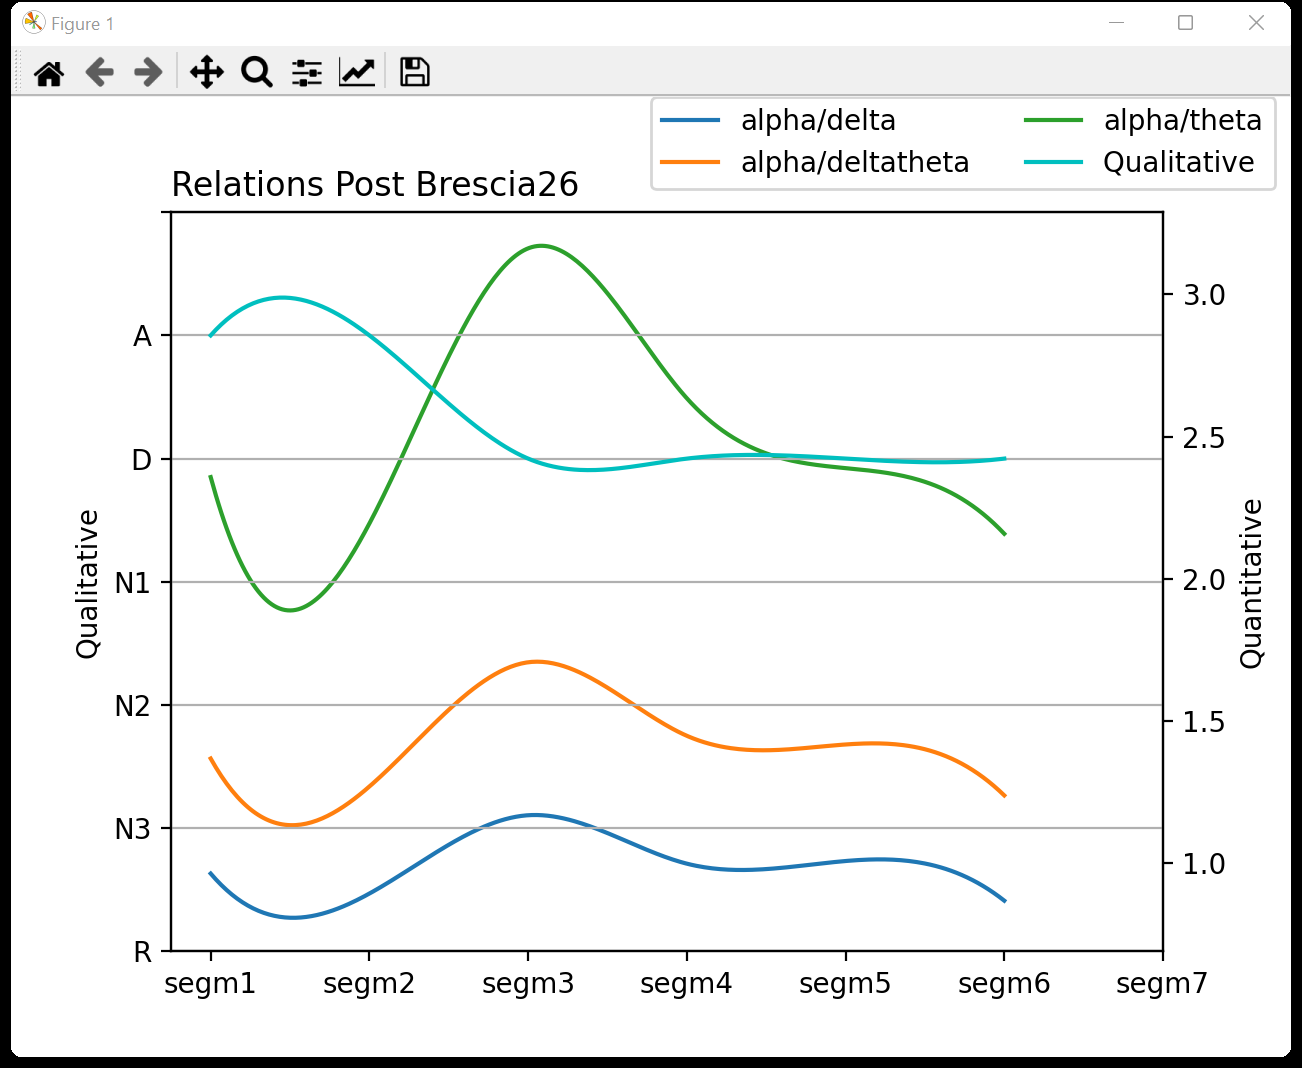 Figure 1
alpha/delta
alpha/deltatheta
alpha/theta
Qualitative
Relations Post Brescia26
Qualitative
A
D
N1
N2
N3
R
3.0
2.5
2.0
1.5
1.0
Quantitative
segm1 segm2 segm3 segm4 segm5 segm6 segm7